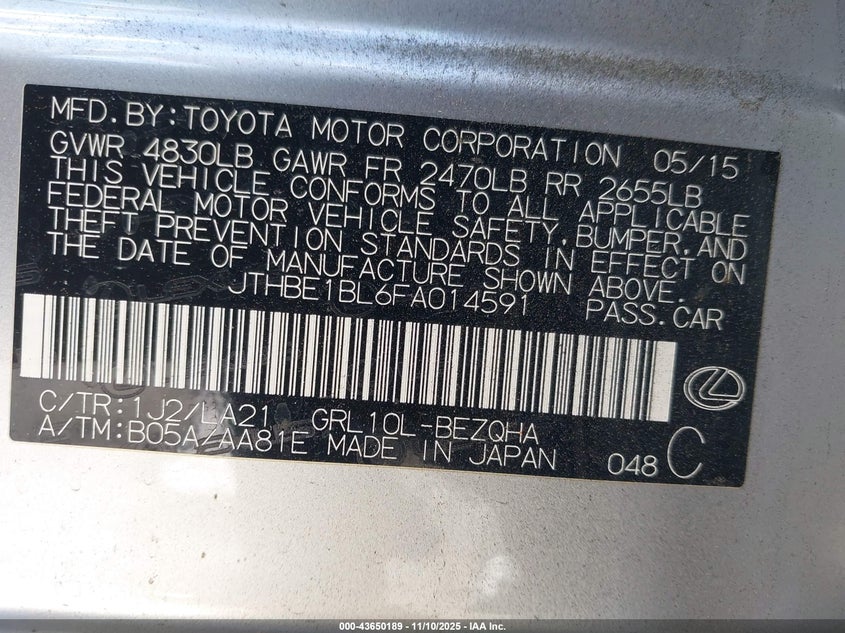 MFD.BY:TOYOTA MOTOR CORPORATION 05/15
GVWR 4830LB GAWR FR 2470LB RR 2655LB
THIS VEHICLE CONFORMS TO ALL APPLICABLE
FEDERAL MOTOR VEHICLE SAFETY,BUMPER,AND
THEFT PREVENTION STANDARDS IN EFFECT ON
THE DATE OF MANUFACTURE SHOWN ABOVE.
JTHBE1BL6FA014591 PASS.CAR
C/TR:1J2/LA21 GRL10L-BEZQHA
A/TM:B05A/AA81E MADE IN JAPAN 048 C
000-43650189 - 11/10/2025 - IAA Inc.